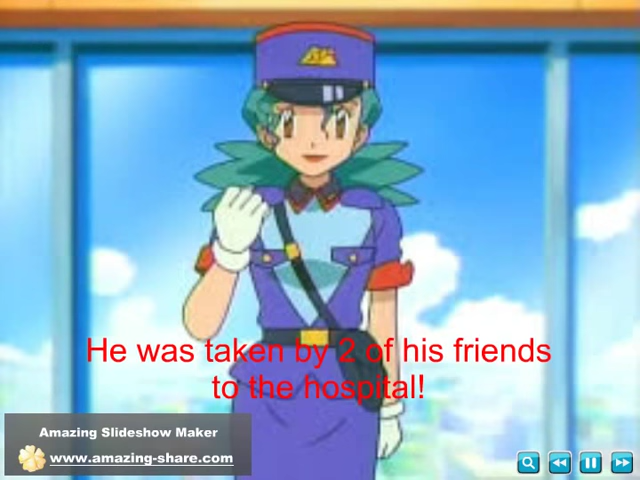 He was taken by 2 of his friends
to the hospital!
Amazing Slideshow Maker
www.amazing-share.com